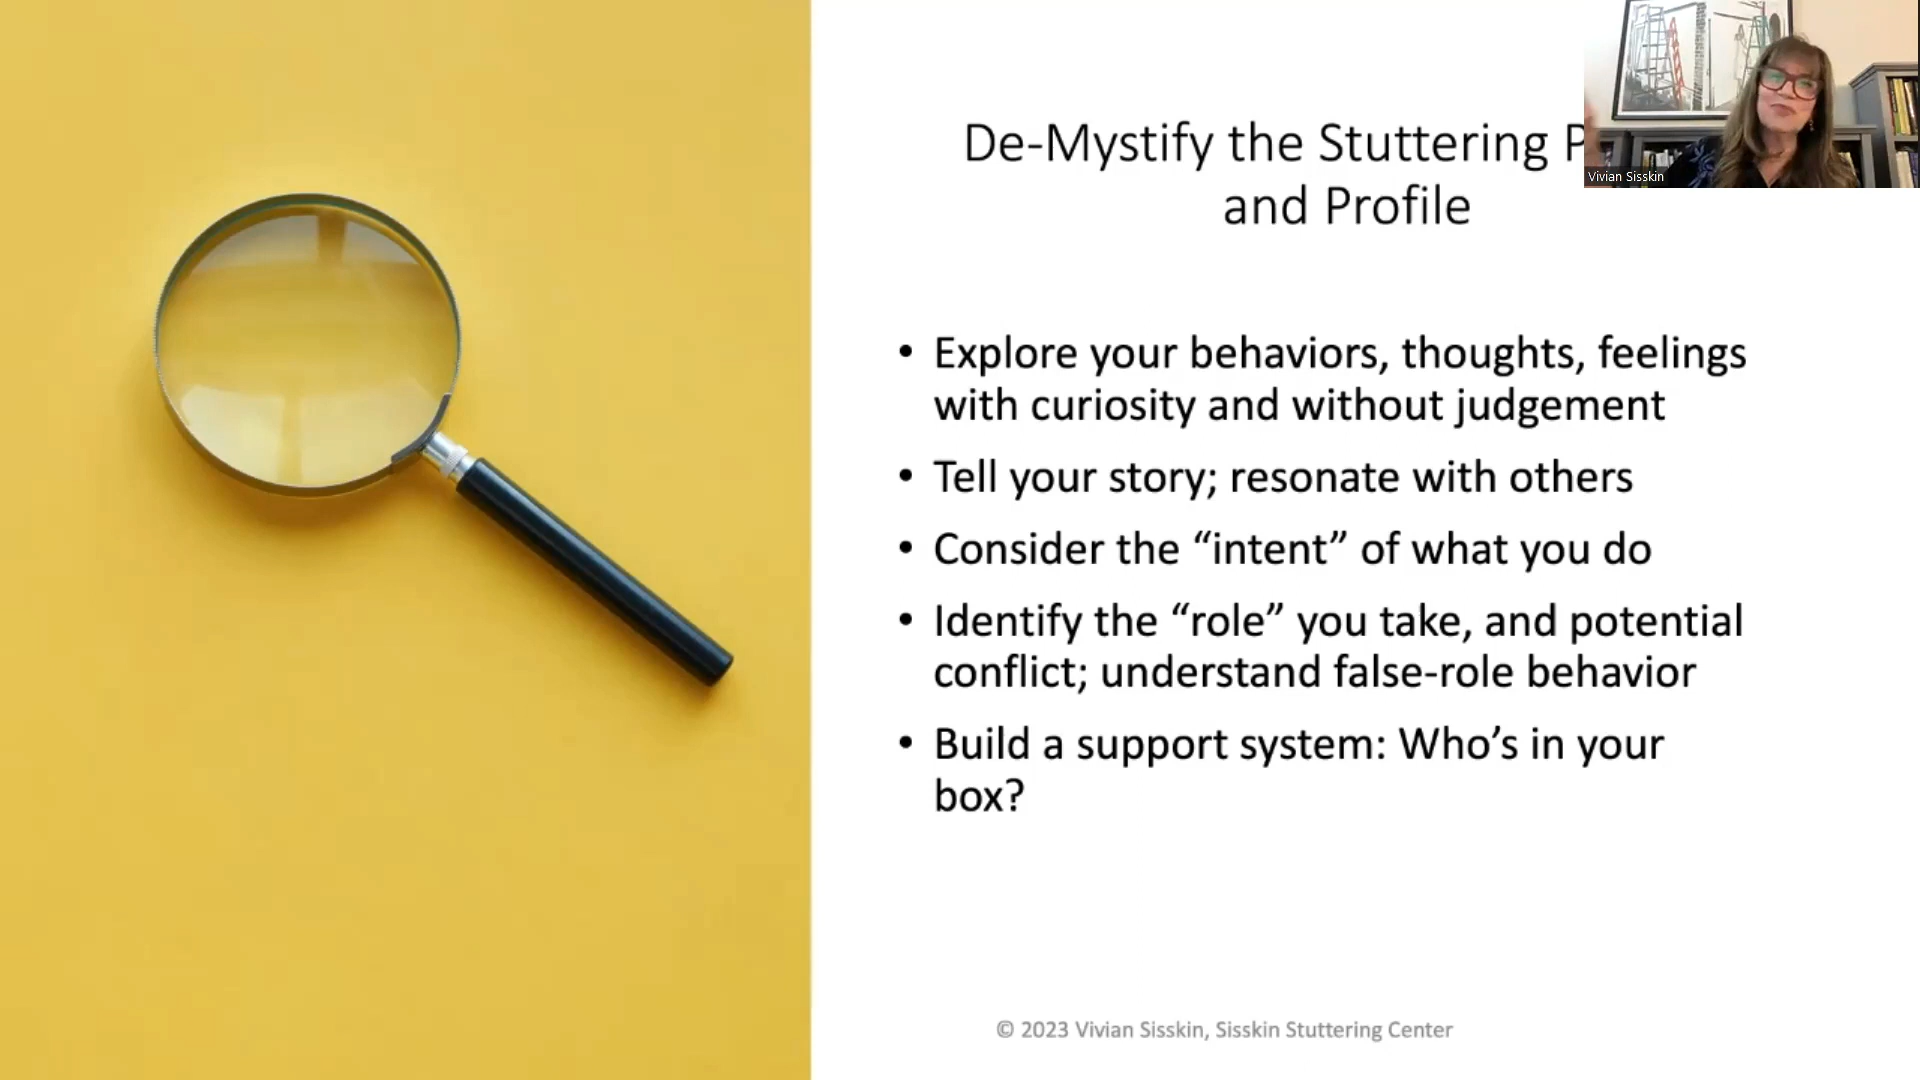 De-Mystify the Stuttering
and Profile
Vivian Sisskin
• Explore your behaviors, thoughts, feelings
with curiosity and without judgement
• Tell your story; resonate with others
• Consider the “intent” of what you do
• Identify the “role” you take, and potential
conflict; understand false-role behavior
• Build a support system: Who’s in your
box?
© 2023 Vivian Sisskin, Sisskin Stuttering Center